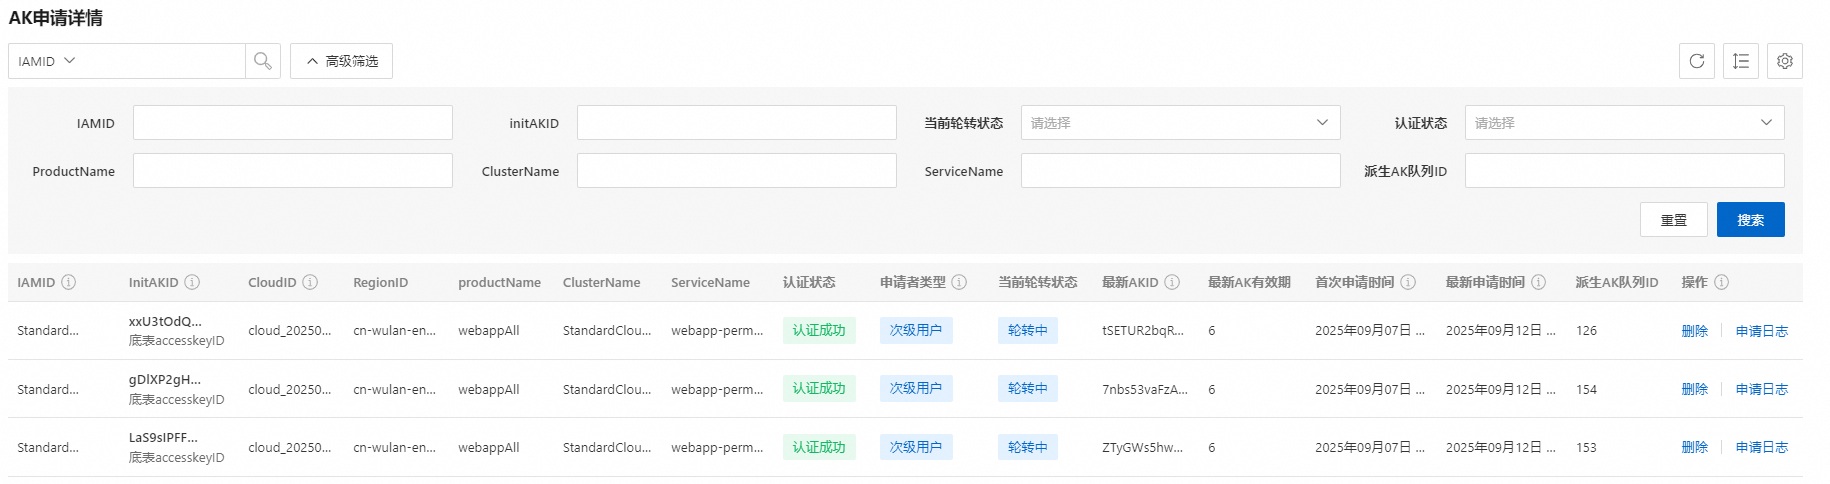 AK申请详情
IAMID 高级筛选
IAMID initAKID 当前轮转状态 请选择 认证状态 请选择
ProductName ClusterName ServiceName 派生AK队列ID
重置 搜索
IAMID InitAKID CloudID RegionID productName ClusterName ServiceName 认证状态 申请者类型 当前轮转状态 最新AKID 最新AK有效期 首次申请时间 最新申请时间 派生AK队列ID 操作
Standard... xxU3tOdQ... cloud_20250... cn-wulan-en... webappAll StandardClou... webapp-perm... 认证成功 次级用户 轮转中 tSETUR2bqR... 6 2025年09月07日 ... 2025年09月12日 ... 126 删除 申请日志
底表accesskeyID
Standard... gDlXP2gH... cloud_20250... cn-wulan-en... webappAll StandardClou... webapp-perm... 认证成功 次级用户 轮转中 7nbs53vaFzA... 6 2025年09月07日 ... 2025年09月12日 ... 154 删除 申请日志
底表accesskeyID
Standard... LaS9sIPFF... cloud_20250... cn-wulan-en... webappAll StandardClou... webapp-perm... 认证成功 次级用户 轮转中 ZTyGWs5hw... 6 2025年09月07日 ... 2025年09月12日 ... 153 删除 申请日志
底表accesskeyID